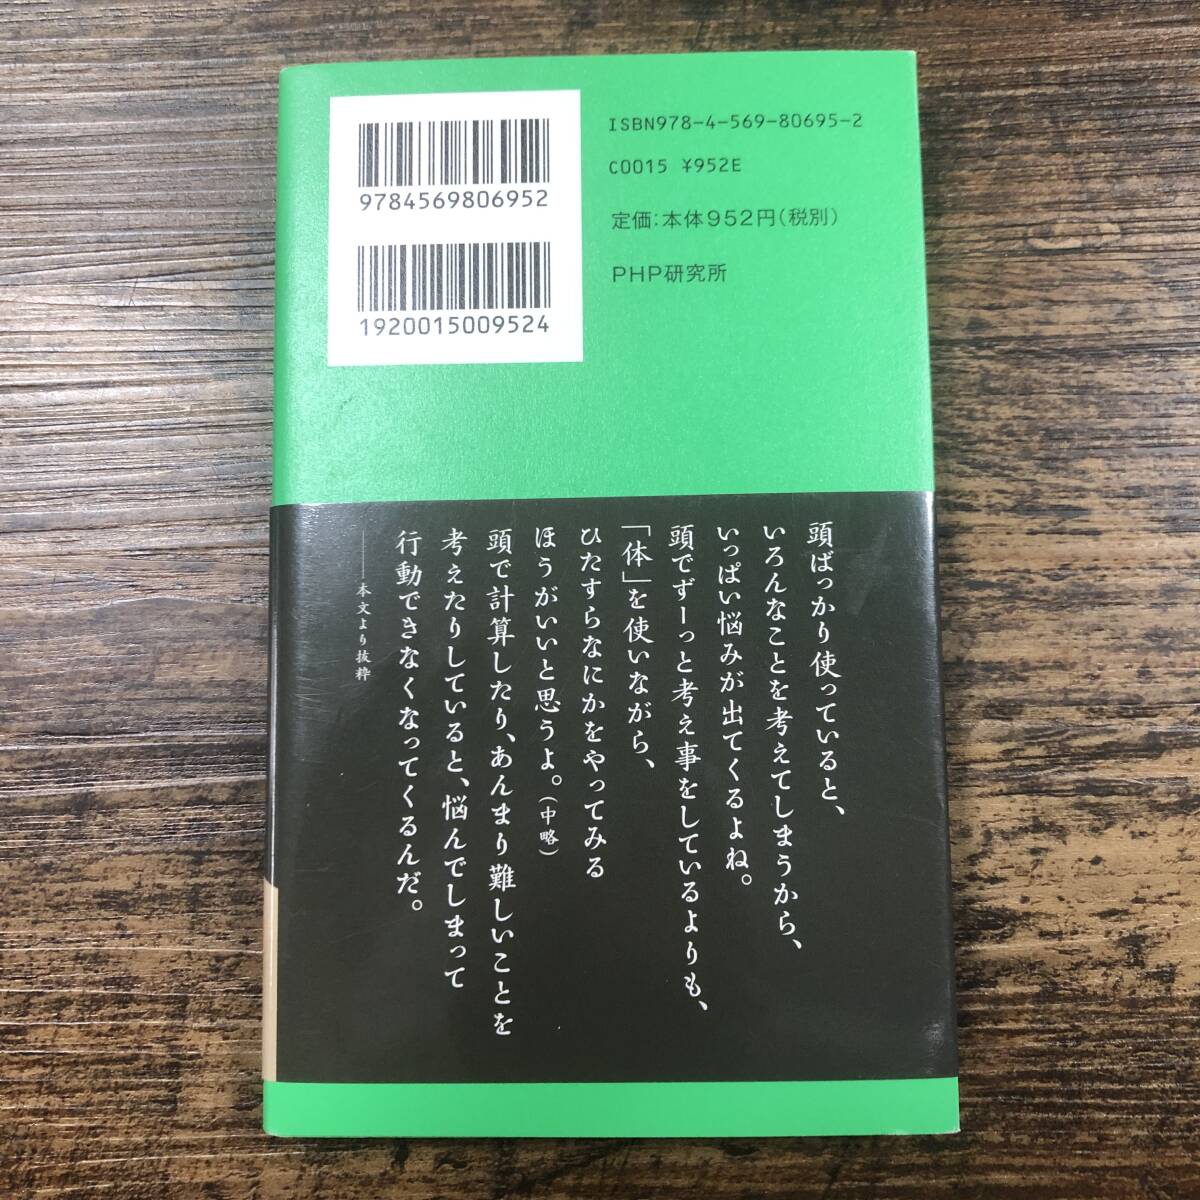 9784569806952
1920015009524
ISBN978-4-569-80695-2
C0015 ¥952E
定価：本体９５２円（税別）
PHP研究所
頭ばっかり使っていると、
いろんなことを考えてしまうから、
いっぱい悩みが出てくるよね。
頭でずーっと考え事をしているよりも、
「体」を使いながら、
ひたすらなにかをやってみる
ほうがいいと思うよ。（中略）
頭で計算したり、あんまり難しいことを
考えたりしていると、悩んでしまって
行動できなくなってくるんだ。
――本文より抜粋